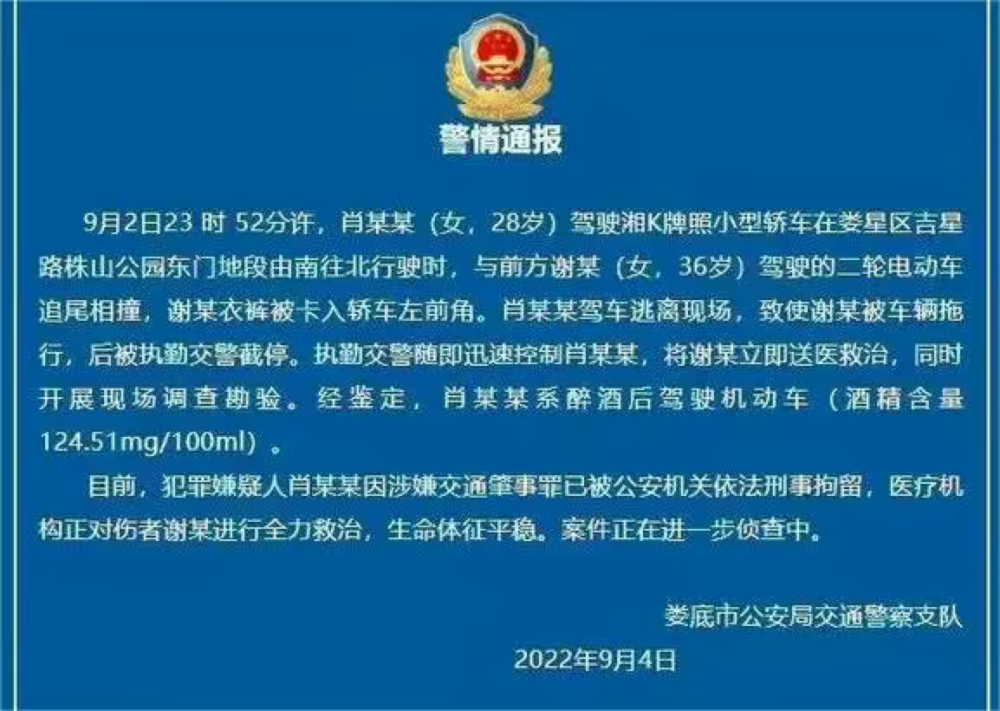 警情通报
9月2日23 时 52分许，肖某某（女，28岁）驾驶湘K牌照小型轿车在娄星区吉星
路株山公园东门地段由南往北行驶时，与前方谢某（女，36岁）驾驶的二轮电动车
追尾相撞，谢某衣裤被卡入轿车左前角。肖某某驾车逃离现场，致使谢某被车辆拖
行，后被执勤交警截停。执勤交警随即迅速控制肖某某，将谢某立即送医救治，同时
开展现场调查勘验。经鉴定，肖某某系醉酒后驾驶机动车（酒精含量
124.51mg/100ml）。
目前，犯罪嫌疑人肖某某因涉嫌交通肇事罪已被公安机关依法刑事拘留，医疗机
构正对伤者谢某进行全力救治，生命体征平稳。案件正在进一步侦查中。
娄底市公安局交通警察支队
2022年9月4日